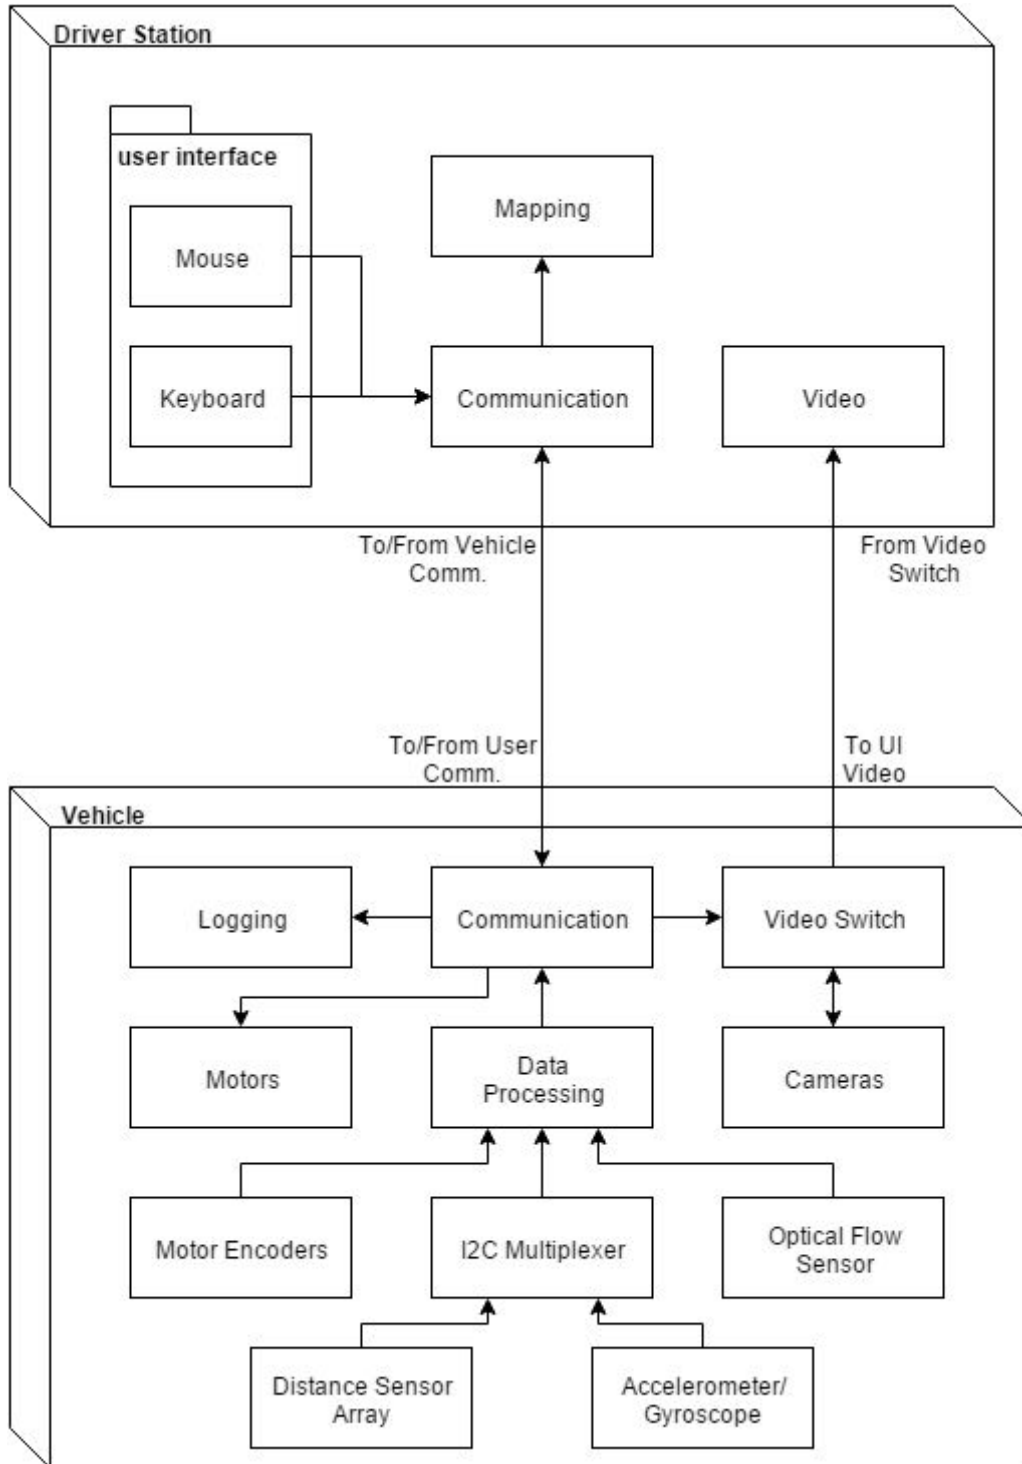 Driver Station
user interface
Mouse
Mapping
Keyboard
Communication
Video
To/From Vehicle
Comm.
From Video
Switch
To/From User
Comm.
To UI
Video
Vehicle
Logging
Communication
Video Switch
Motors
Data
Processing
Cameras
Motor Encoders
I2C Multiplexer
Optical Flow
Sensor
Distance Sensor
Array
Accelerometer/
Gyroscope